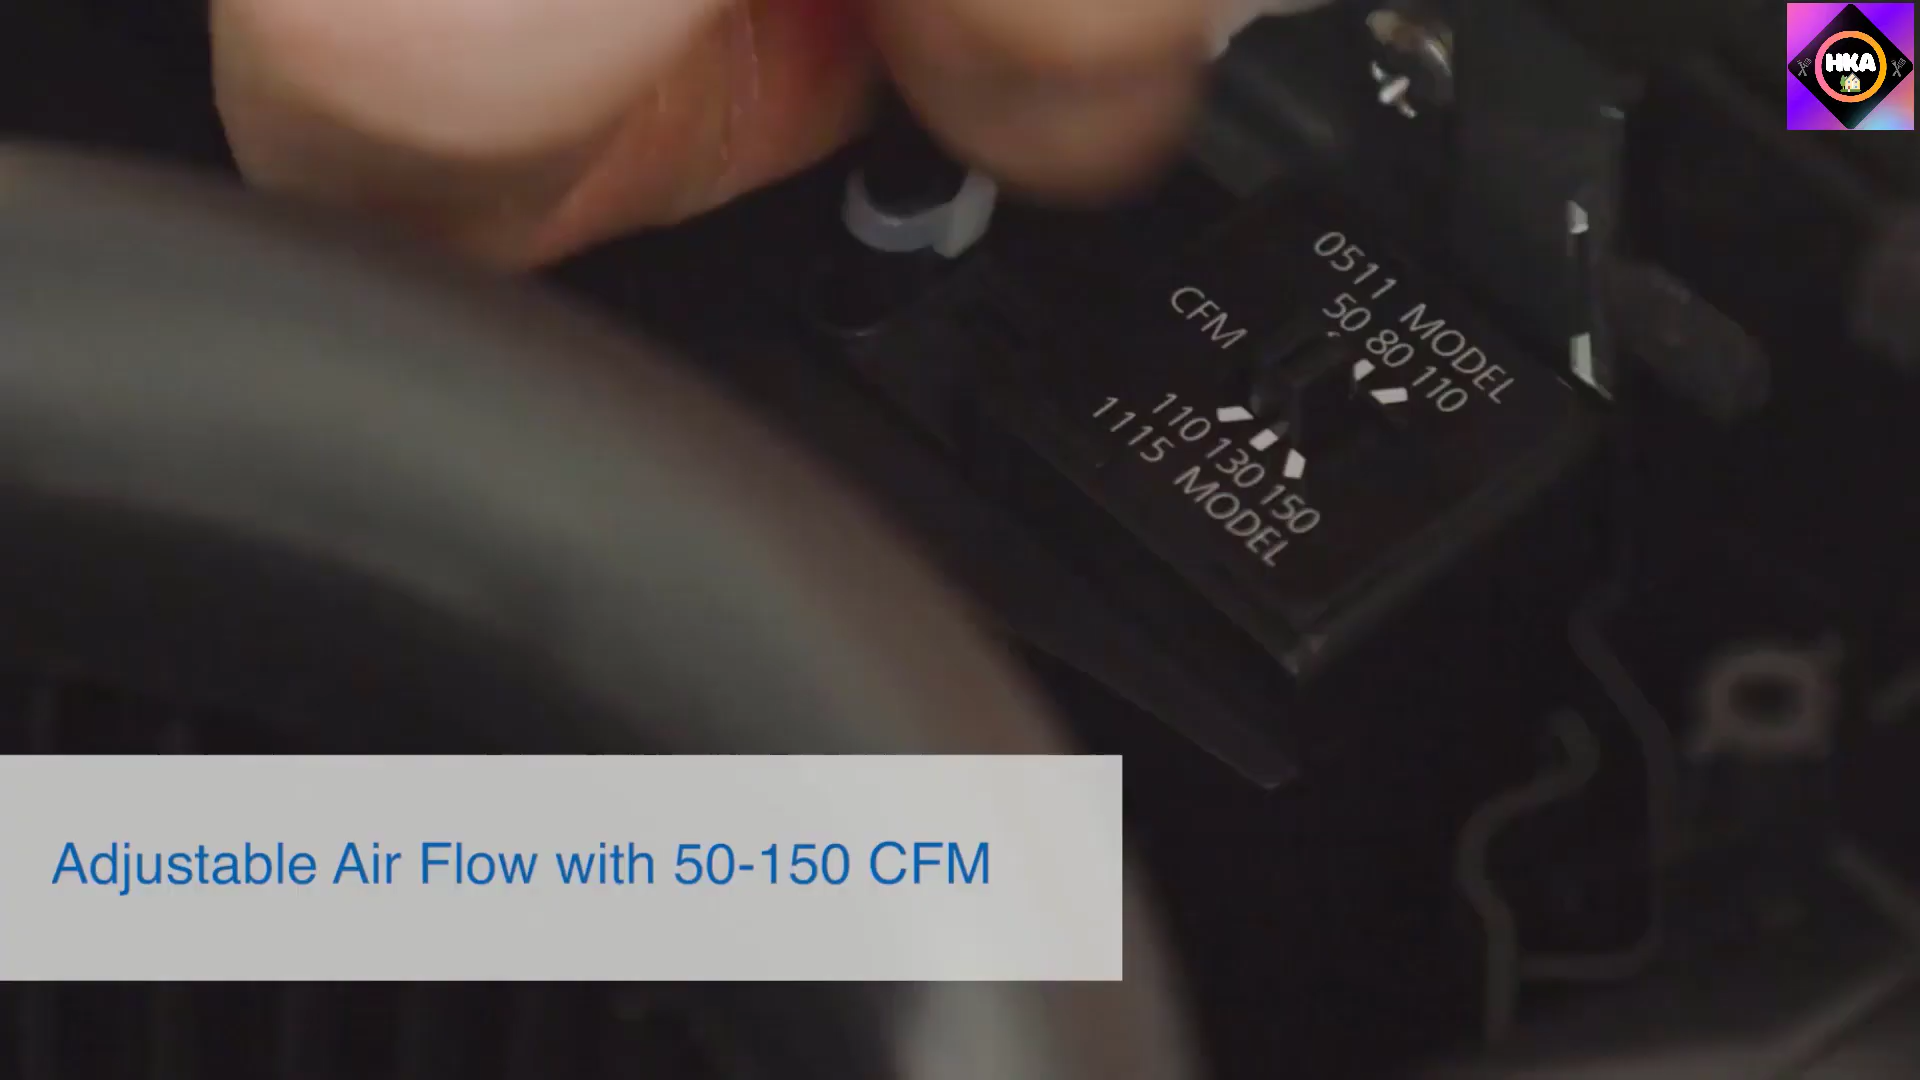 HKA
0511 MODEL
50 80 110
CFM
110 130 150
1115 MODEL
Adjustable Air Flow with 50-150 CFM